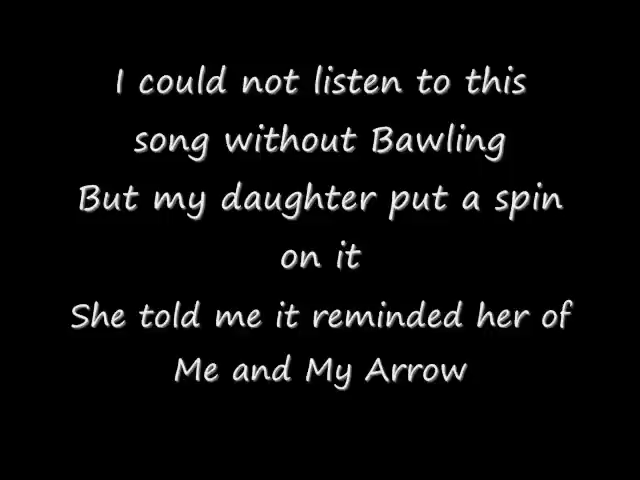 I could not listen to this
song without Bawling
But my daughter put a spin
on it
She told me it reminded her of
Me and My Arrow